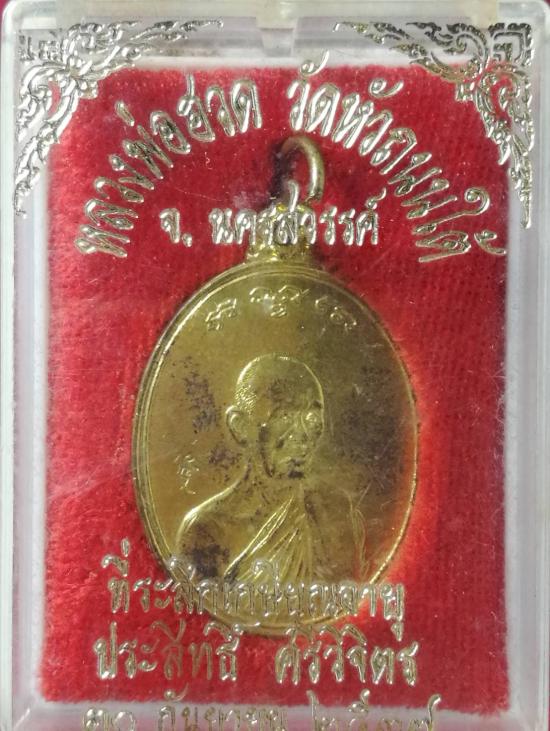 หลวงพ่อฮวด วัดหัวถนนใต้
จ. นครสวรรค์
ที่ระลึกเกษียณอายุ
ประสิทธิ์ ศรีวิจิตร
๓๐ กันยายน ๒๕๓๗